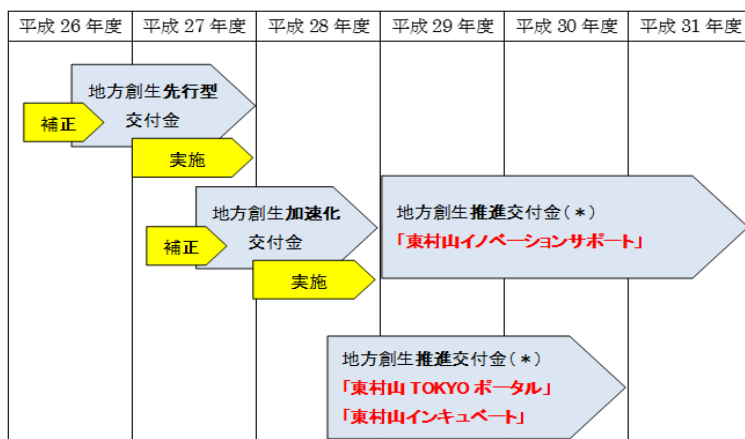 平成 26 年度 平成 27 年度 平成 28 年度 平成 29 年度 平成 30 年度 平成 31 年度
地方創生先行型
交付金
補正
実施
地方創生加速化
交付金
補正
実施
地方創生推進交付金(*)
「東村山イノベーションサポート」
地方創生推進交付金(*)
「東村山 TOKYO ポータル」
「東村山インキュベート」